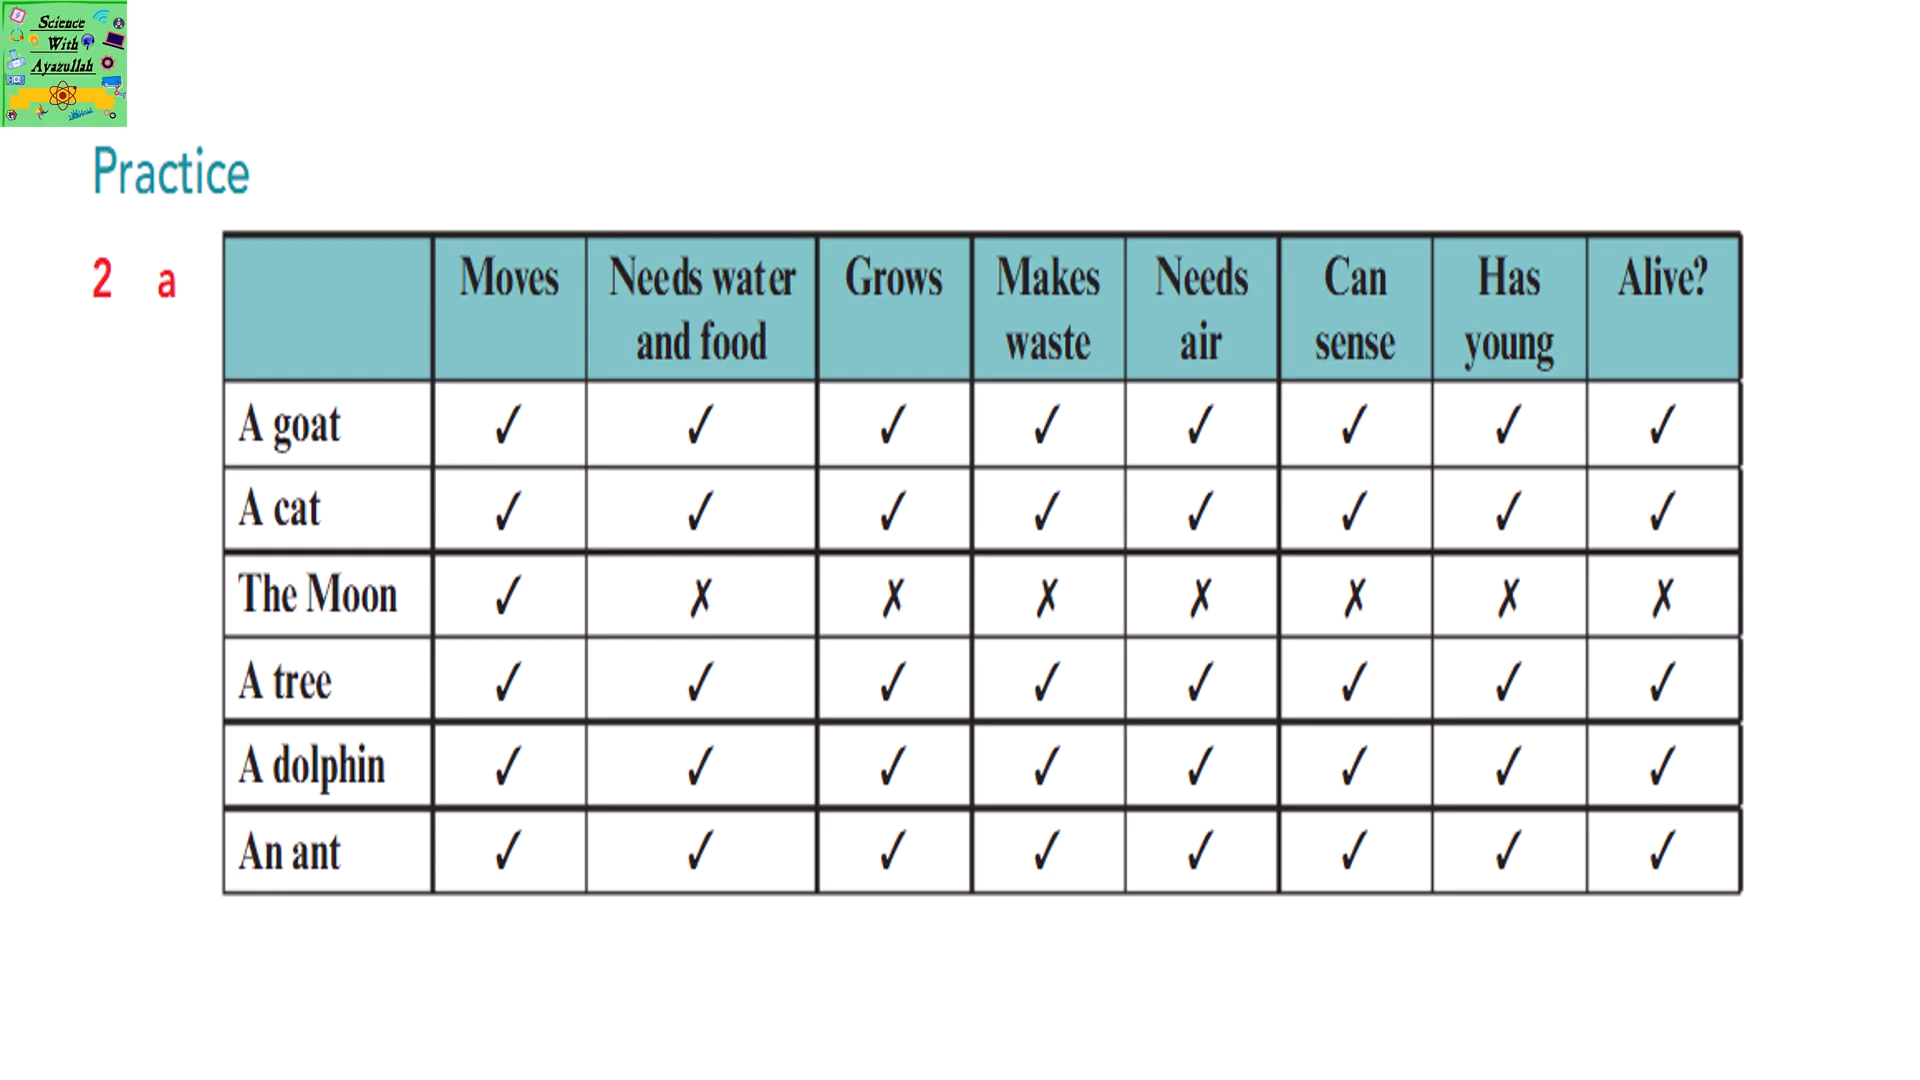 Science
With
Ayazullah
Practice
2 a
Moves Needs water and food Grows Makes waste Needs air Can sense Has young Alive?
A goat ✓ ✓ ✓ ✓ ✓ ✓ ✓ ✓
A cat ✓ ✓ ✓ ✓ ✓ ✓ ✓ ✓
The Moon ✓ ✗ ✗ ✗ ✗ ✗ ✗ ✗
A tree ✓ ✓ ✓ ✓ ✓ ✓ ✓ ✓
A dolphin ✓ ✓ ✓ ✓ ✓ ✓ ✓ ✓
An ant ✓ ✓ ✓ ✓ ✓ ✓ ✓ ✓